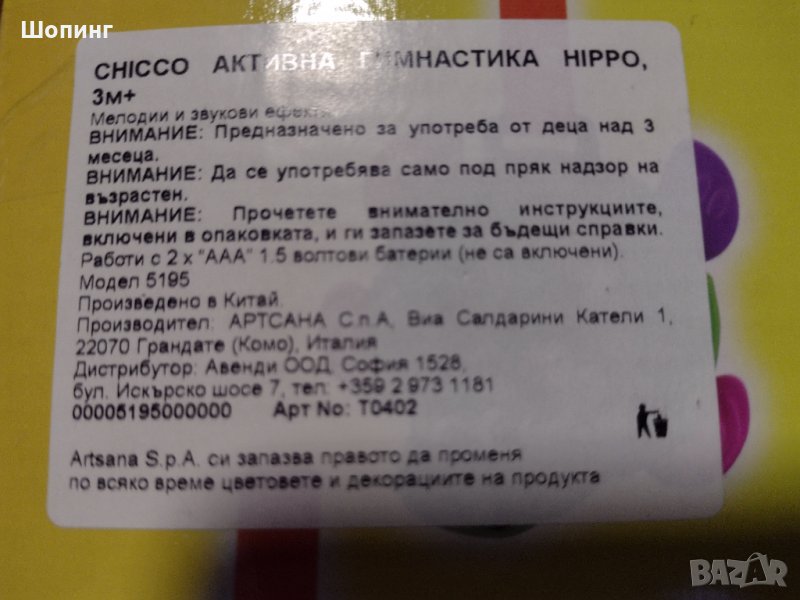 Шопинг
CHICCO АКТИВНА ГИМНАСТИКА HIPPO,
3м+
Мелодии и звукови ефекти
ВНИМАНИЕ: Предназначено за употреба от деца над 3
месеца.
ВНИМАНИЕ: Да се употребява само под пряк надзор на
възрастен.
ВНИМАНИЕ: Прочетете внимателно инструкциите,
включени в опаковката, и ги запазете за бъдещи справки.
Работи с 2 x "AAA" 1.5 волтови батерии (не са включени).
Модел 5195
Произведено в Китай.
Производител: АРТСАНА С.п.А, Виа Салдарини Катели 1,
22070 Грандате (Комо), Италия
Дистрибутор: Авенди ООД, София 1528,
бул. Искърско шосе 7, тел: +359 2 973 1181
00005195000000 Арт No: T0402
Artsana S.p.A. си запазва правото да променя
по всяко време цветовете и декорациите на продукта
BAZAR